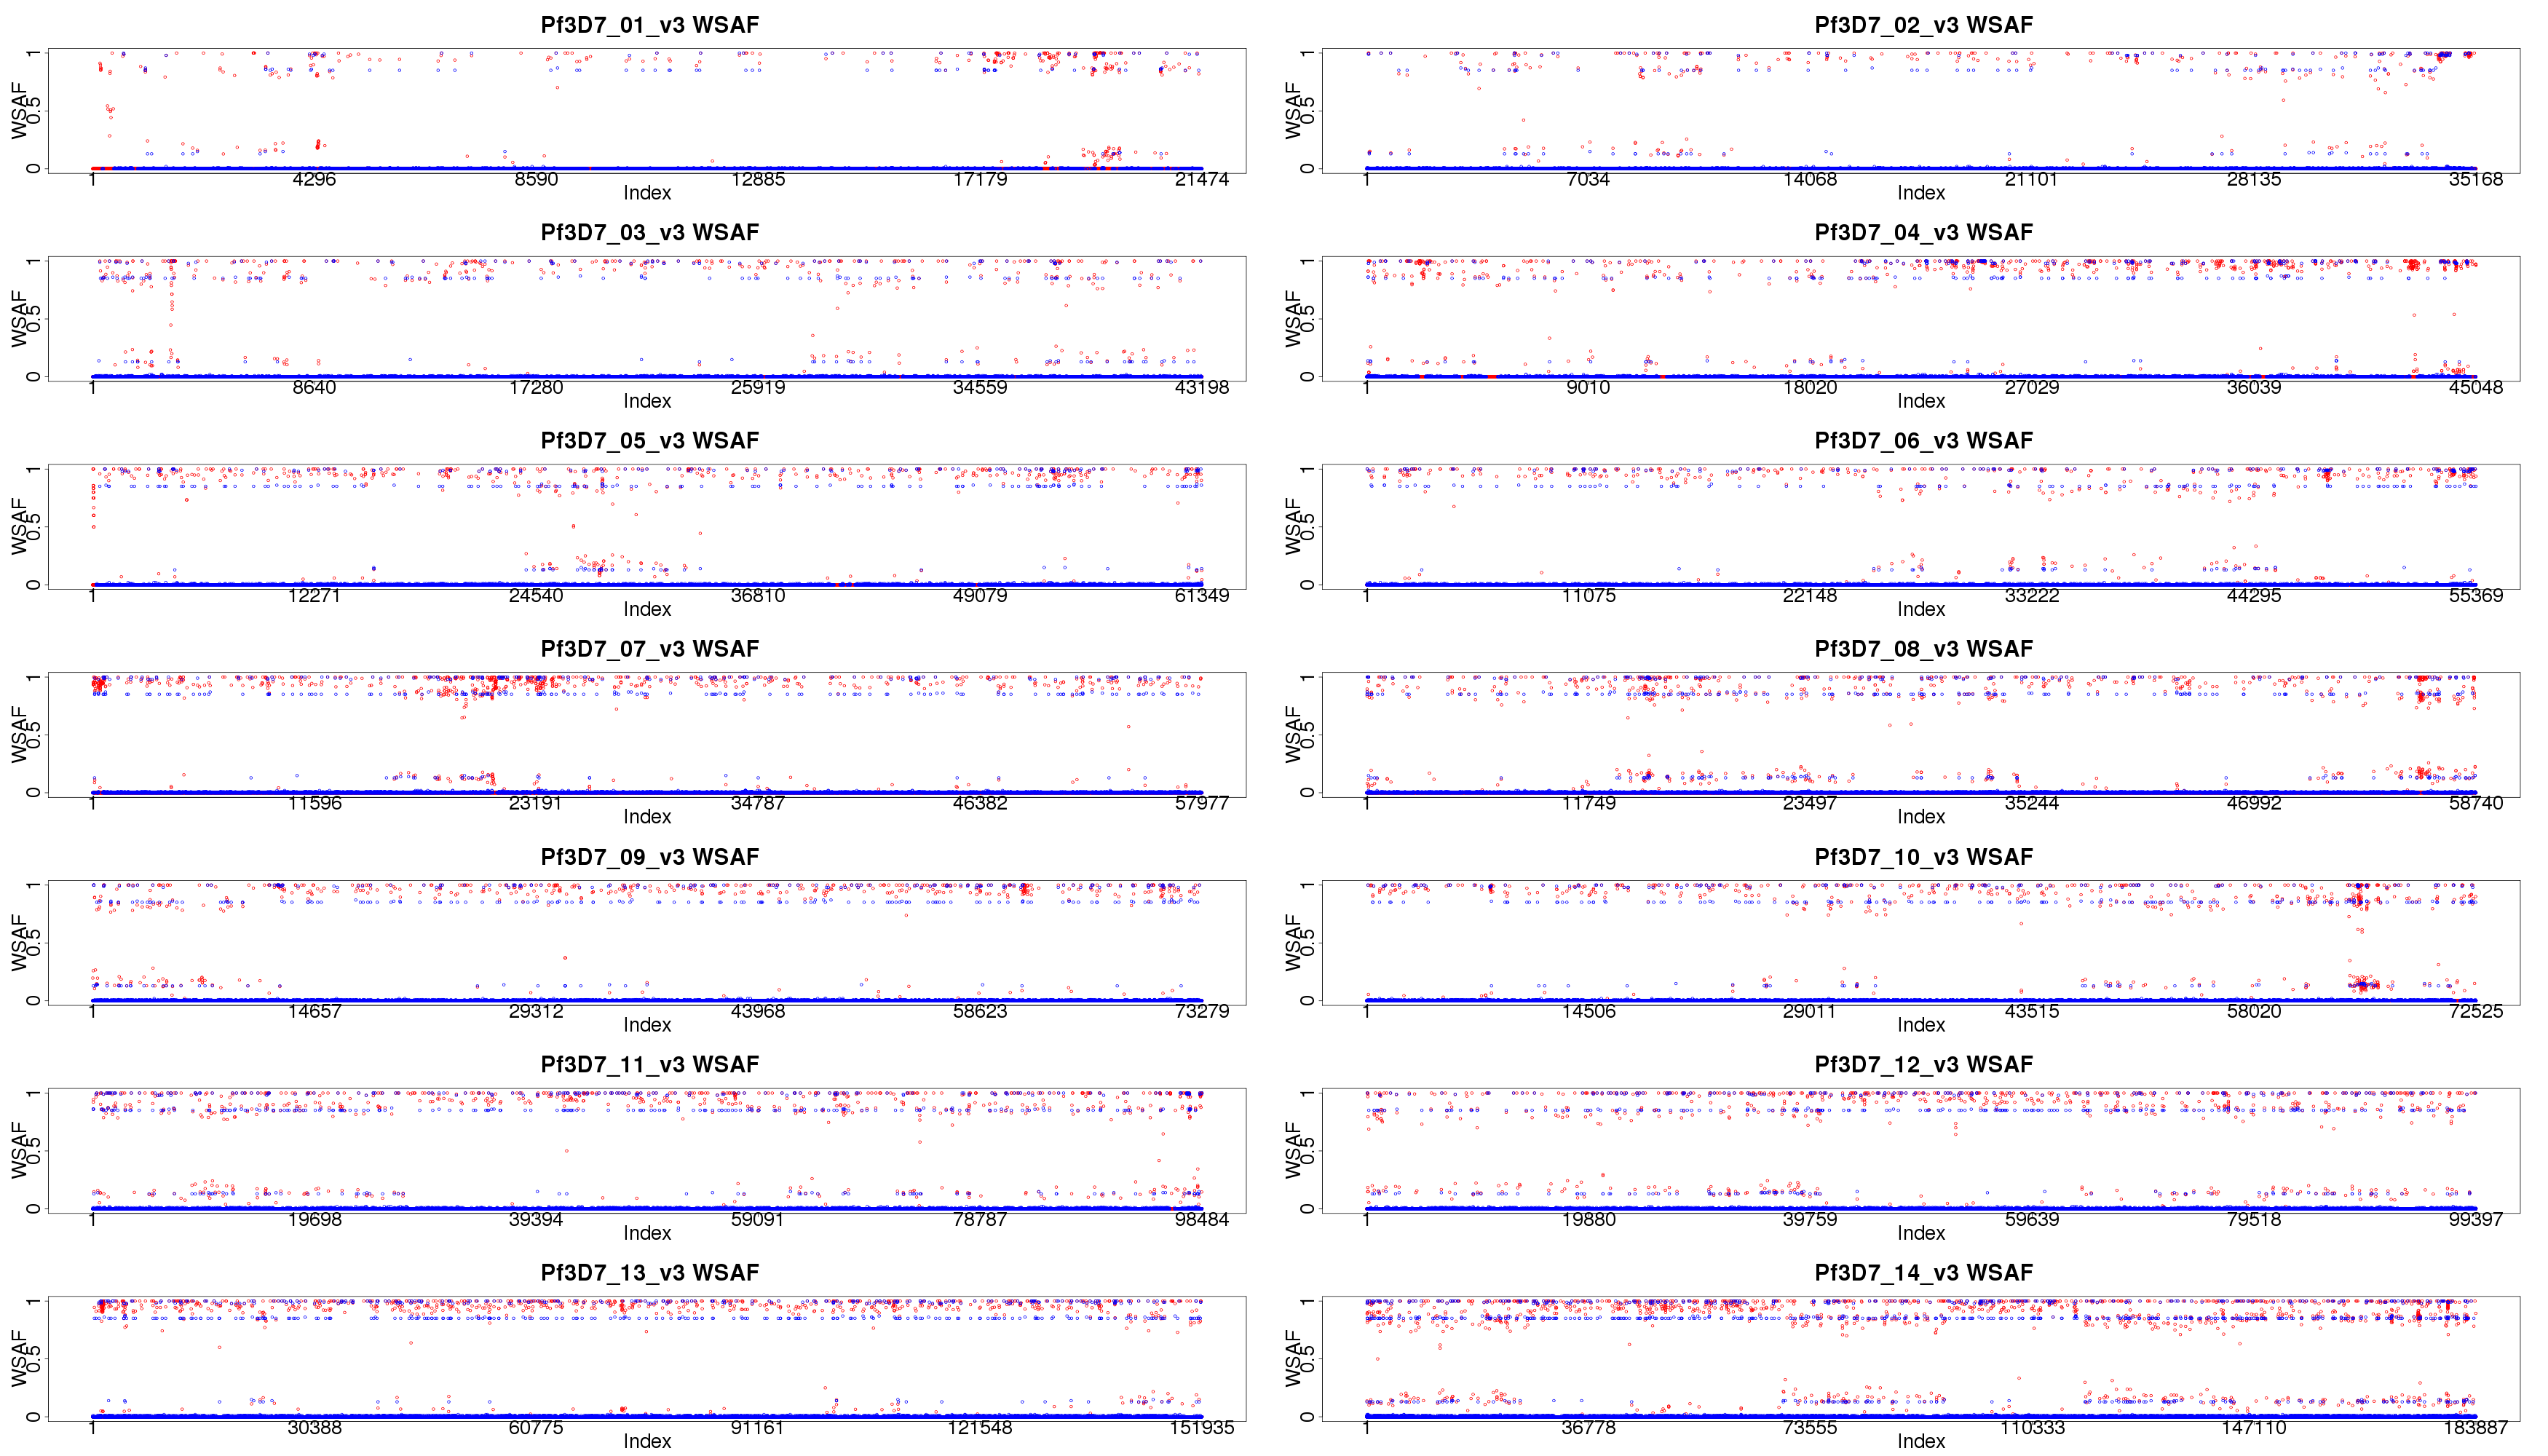 Pf3D7_01_v3 WSAF
WSAF
0 0.5 1
1 4296 8590 12885 17179 21474
Index
Pf3D7_02_v3 WSAF
WSAF
0 0.5 1
1 7034 14068 21101 28135 35168
Index
Pf3D7_03_v3 WSAF
WSAF
0 0.5 1
1 8640 17280 25919 34559 43198
Index
Pf3D7_04_v3 WSAF
WSAF
0 0.5 1
1 9010 18020 27029 36039 45048
Index
Pf3D7_05_v3 WSAF
WSAF
0 0.5 1
1 12271 24540 36810 49079 61349
Index
Pf3D7_06_v3 WSAF
WSAF
0 0.5 1
1 11075 22148 33222 44295 55369
Index
Pf3D7_07_v3 WSAF
WSAF
0 0.5 1
1 11596 23191 34787 46382 57977
Index
Pf3D7_08_v3 WSAF
WSAF
0 0.5 1
1 11749 23497 35244 46992 58740
Index
Pf3D7_09_v3 WSAF
WSAF
0 0.5 1
1 14657 29312 43968 58623 73279
Index
Pf3D7_10_v3 WSAF
WSAF
0 0.5 1
1 14506 29011 43515 58020 72525
Index
Pf3D7_11_v3 WSAF
WSAF
0 0.5 1
1 19698 39394 59091 78787 98484
Index
Pf3D7_12_v3 WSAF
WSAF
0 0.5 1
1 19880 39759 59639 79518 99397
Index
Pf3D7_13_v3 WSAF
WSAF
0 0.5 1
1 30388 60775 91161 121548 151935
Index
Pf3D7_14_v3 WSAF
WSAF
0 0.5 1
1 36778 73555 110333 147110 183887
Index